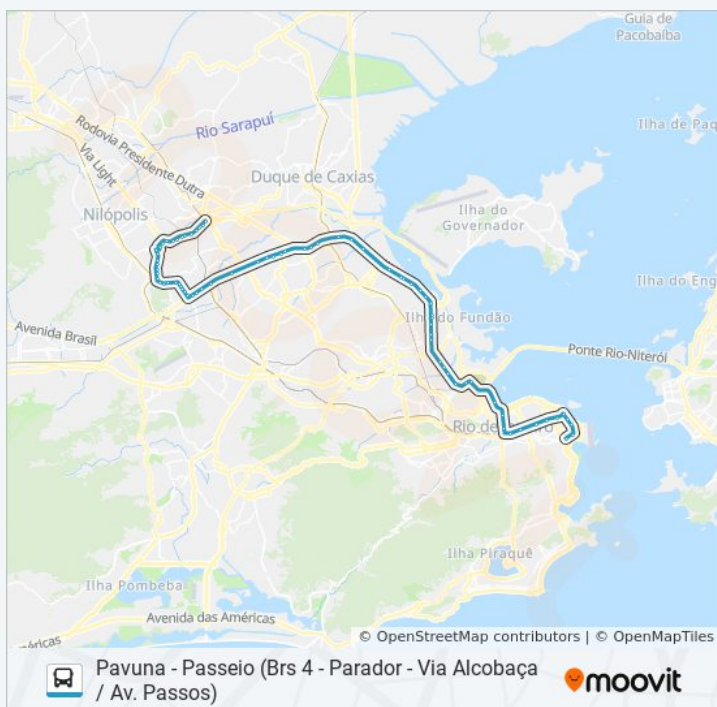 Guia de
Pacobaíba
Rio Sarapuí
Ilha de Paq
Rodovia Presidente Dutra
Via Light
Duque de Caxias
Nilópolis
Ilha do
Governador
Ilha do Eng
Avenida Brasil
Ilha do Fundão
Ponte Rio-Niterói
Rio de
Ilha Piraquê
Ilha Pombeba
Avenida das Américas
éricas
© OpenStreetMap contributors | © OpenMapTiles
Pavuna - Passeio (Brs 4 - Parador - Via Alcobaça
/ Av. Passos)
moovit